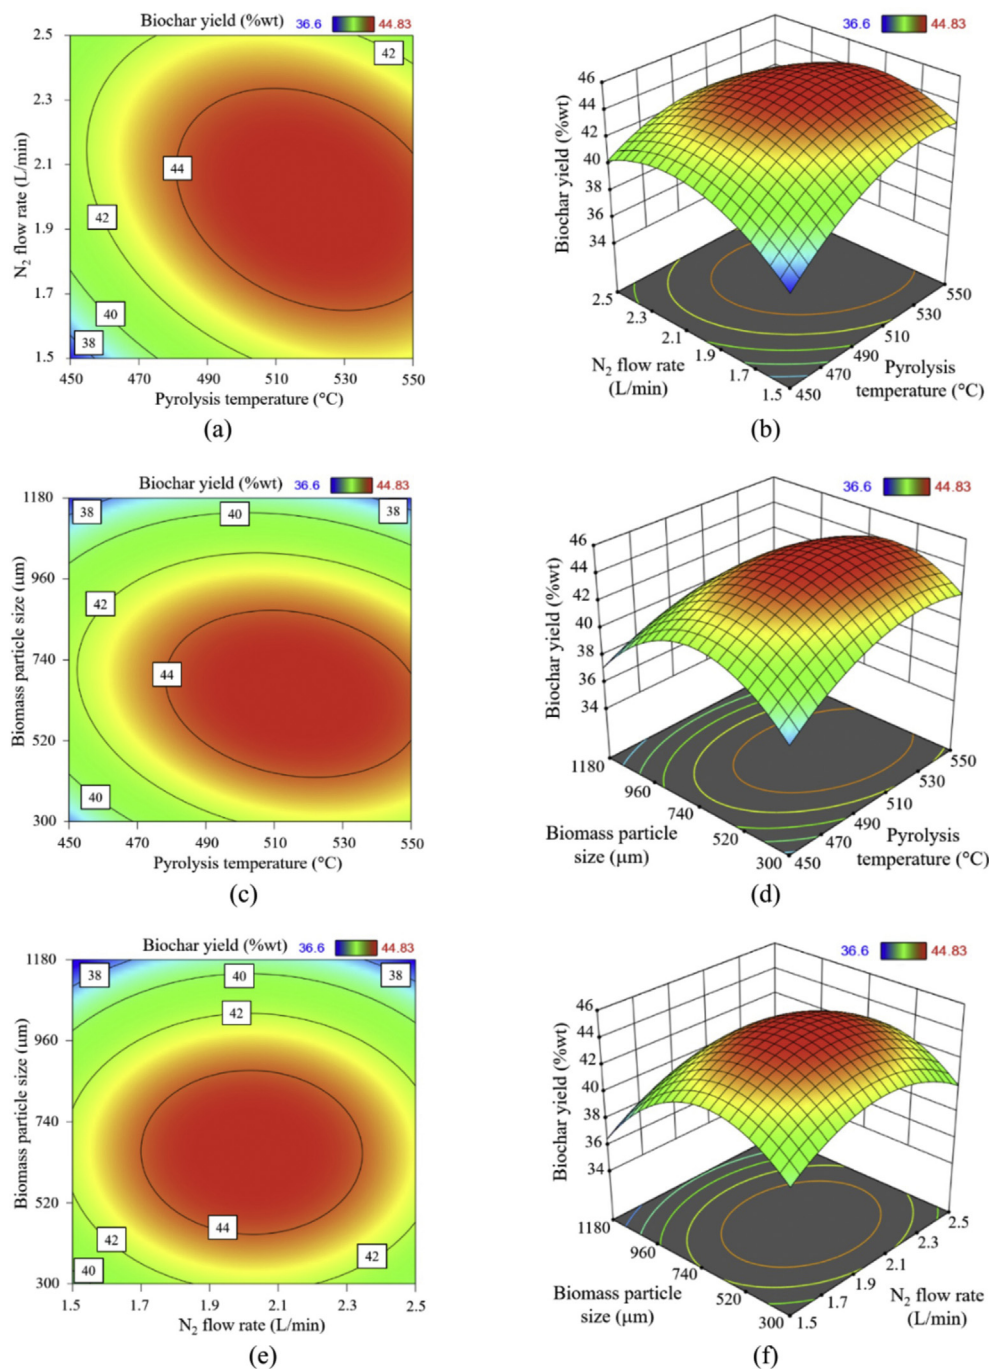 Biochar yield (%wt) 36.6 44.83
2.5
2.3
2.1
1.9
1.7
1.5
N2 flow rate (L/min)
42
44
42
40
38
450 470 490 510 530 550
Pyrolysis temperature (°C)
(a)
36.6 44.83
46
44
42
40
38
36
34
Biochar yield (%wt)
2.5
2.3
2.1
1.9
1.7
1.5
N2 flow rate
(L/min)
450
470
490
510
530
550
Pyrolysis
temperature (°C)
(b)
Biochar yield (%wt) 36.6 44.83
1180
960
740
520
300
Biomass particle size (µm)
38
40
38
42
44
40
450 470 490 510 530 550
Pyrolysis temperature (°C)
(c)
36.6 44.83
46
44
42
40
38
36
34
Biochar yield (%wt)
1180
960
740
520
300
Biomass particle
size (µm)
450
470
490
510
530
550
Pyrolysis
temperature (°C)
(d)
Biochar yield (%wt) 36.6 44.83
1180
960
740
520
300
Biomass particle size (µm)
38
40
38
42
44
42
42
40
1.5 1.7 1.9 2.1 2.3 2.5
N2 flow rate (L/min)
(e)
36.6 44.83
46
44
42
40
38
36
34
Biochar yield (%wt)
1180
960
740
520
300
Biomass particle
size (µm)
1.5
1.7
1.9
2.1
2.3
2.5
N2 flow rate
(L/min)
(f)